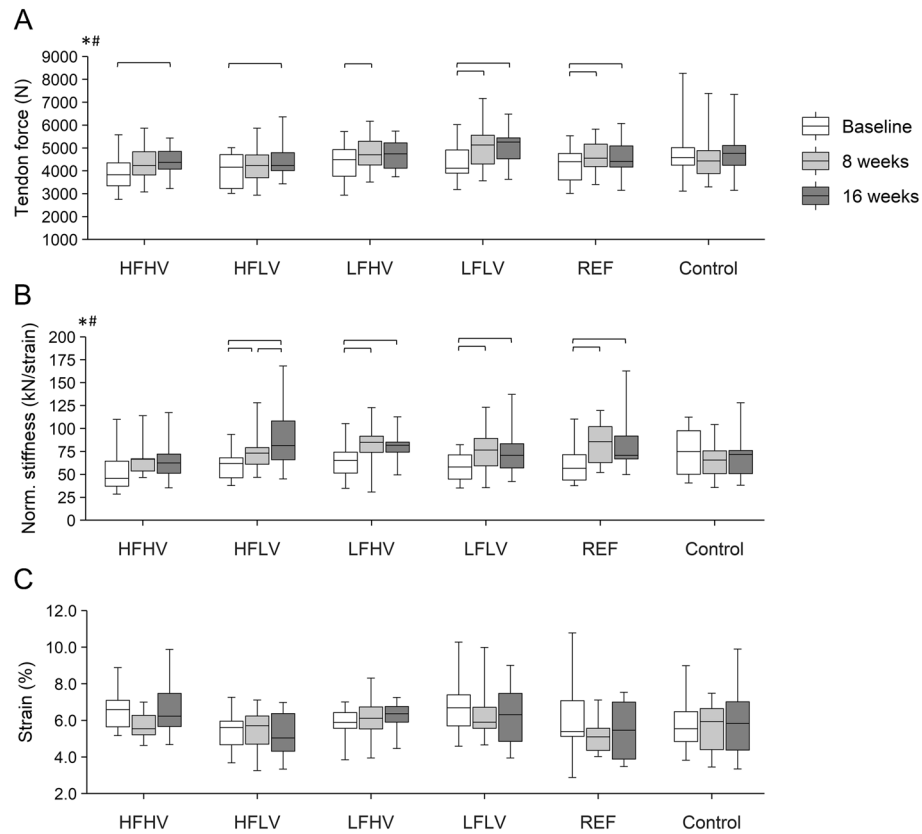 A
*#
Tendon force (N)
9000
8000
7000
6000
5000
4000
3000
2000
1000
HFHV HFLV LFHV LFLV REF Control
Baseline
8 weeks
16 weeks
B
*#
Norm. stiffness (kN/strain)
200
175
150
125
100
75
50
25
0
HFHV HFLV LFHV LFLV REF Control
C
Strain (%)
12.0
10.0
8.0
6.0
4.0
2.0
HFHV HFLV LFHV LFLV REF Control